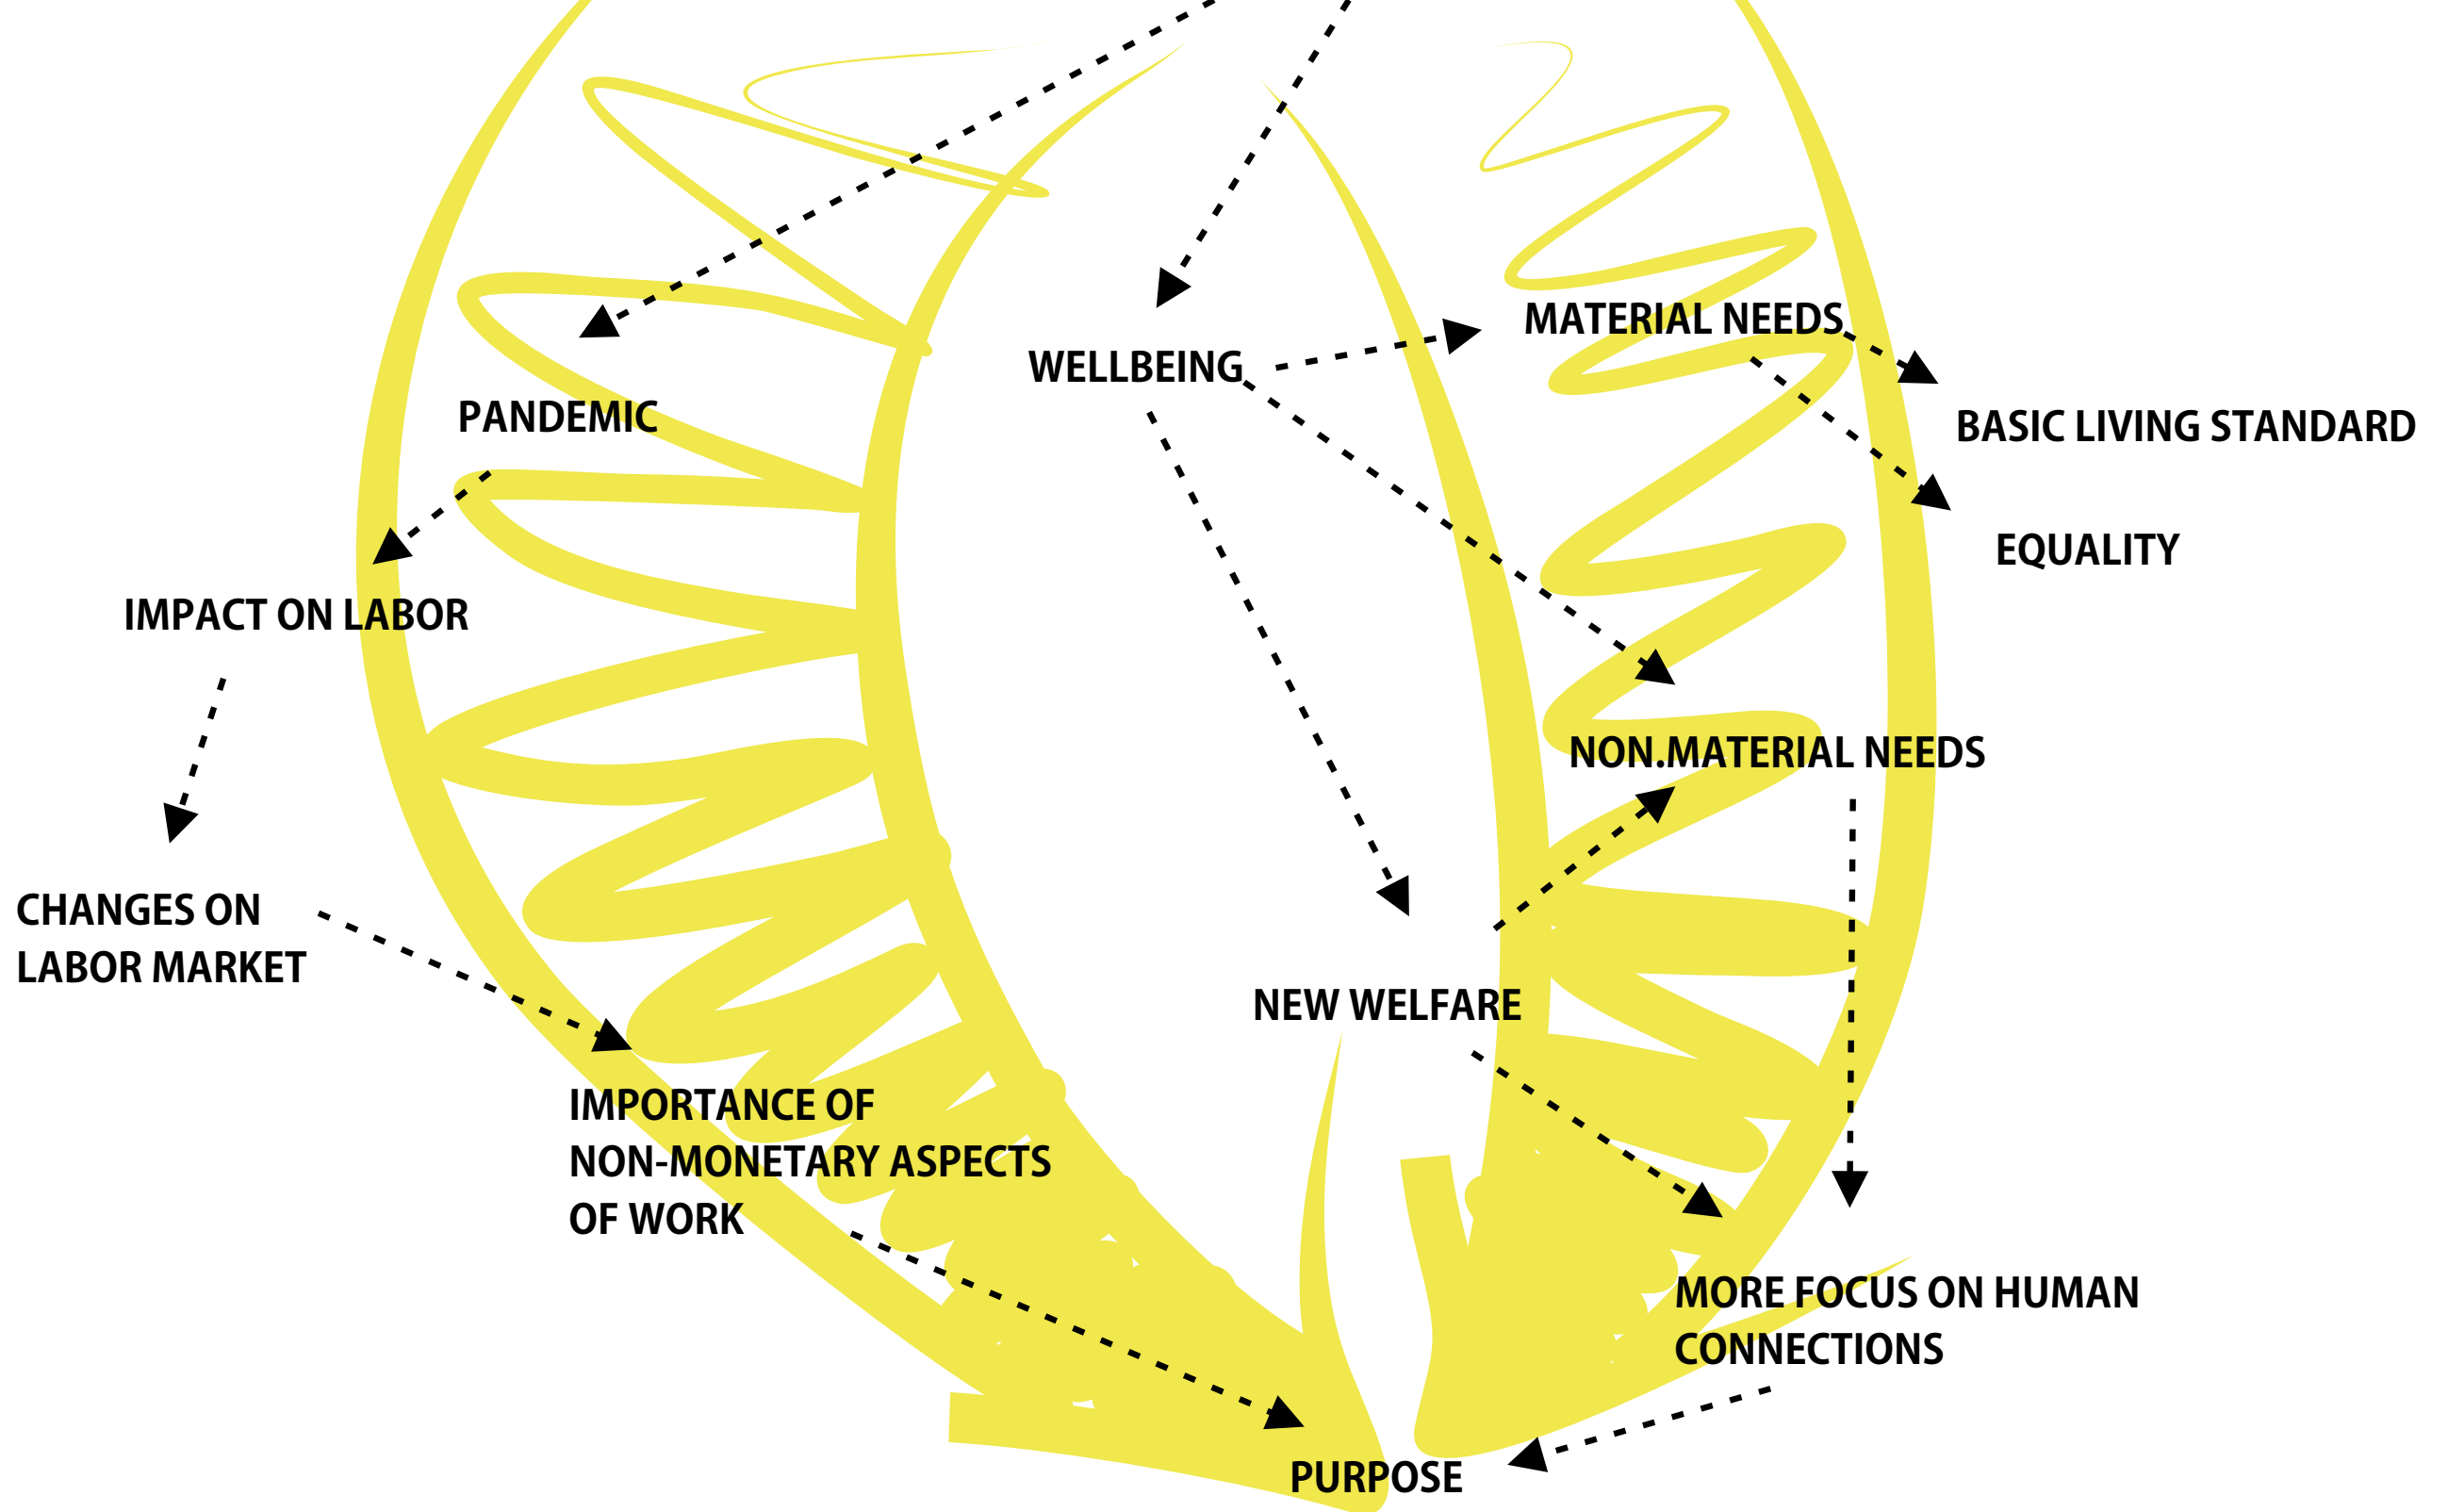 MATERIAL NEEDS
WELLBEING
PANDEMIC
BASIC LIVING STANDARD
EQUALITY
IMPACT ON LABOR
NON.MATERIAL NEEDS
CHANGES ON
LABOR MARKET
NEW WELFARE
IMPORTANCE OF
NON-MONETARY ASPECTS
OF WORK
MORE FOCUS ON HUMAN
CONNECTIONS
PURPOSE